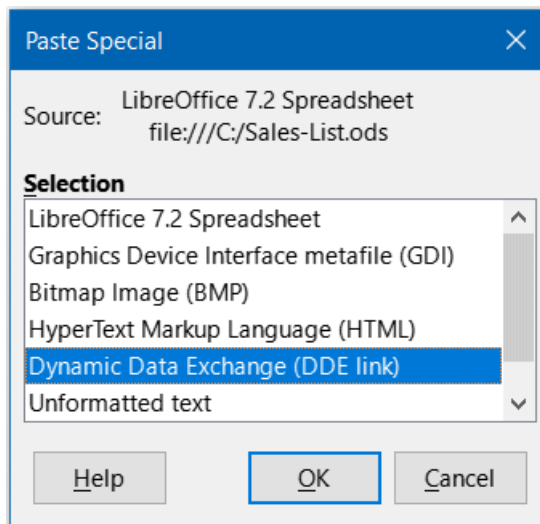 Paste Special
Source:
LibreOffice 7.2 Spreadsheet
file:///C:/Sales-List.ods
Selection
LibreOffice 7.2 Spreadsheet
Graphics Device Interface metafile (GDI)
Bitmap Image (BMP)
HyperText Markup Language (HTML)
Dynamic Data Exchange (DDE link)
Unformatted text
Help OK Cancel